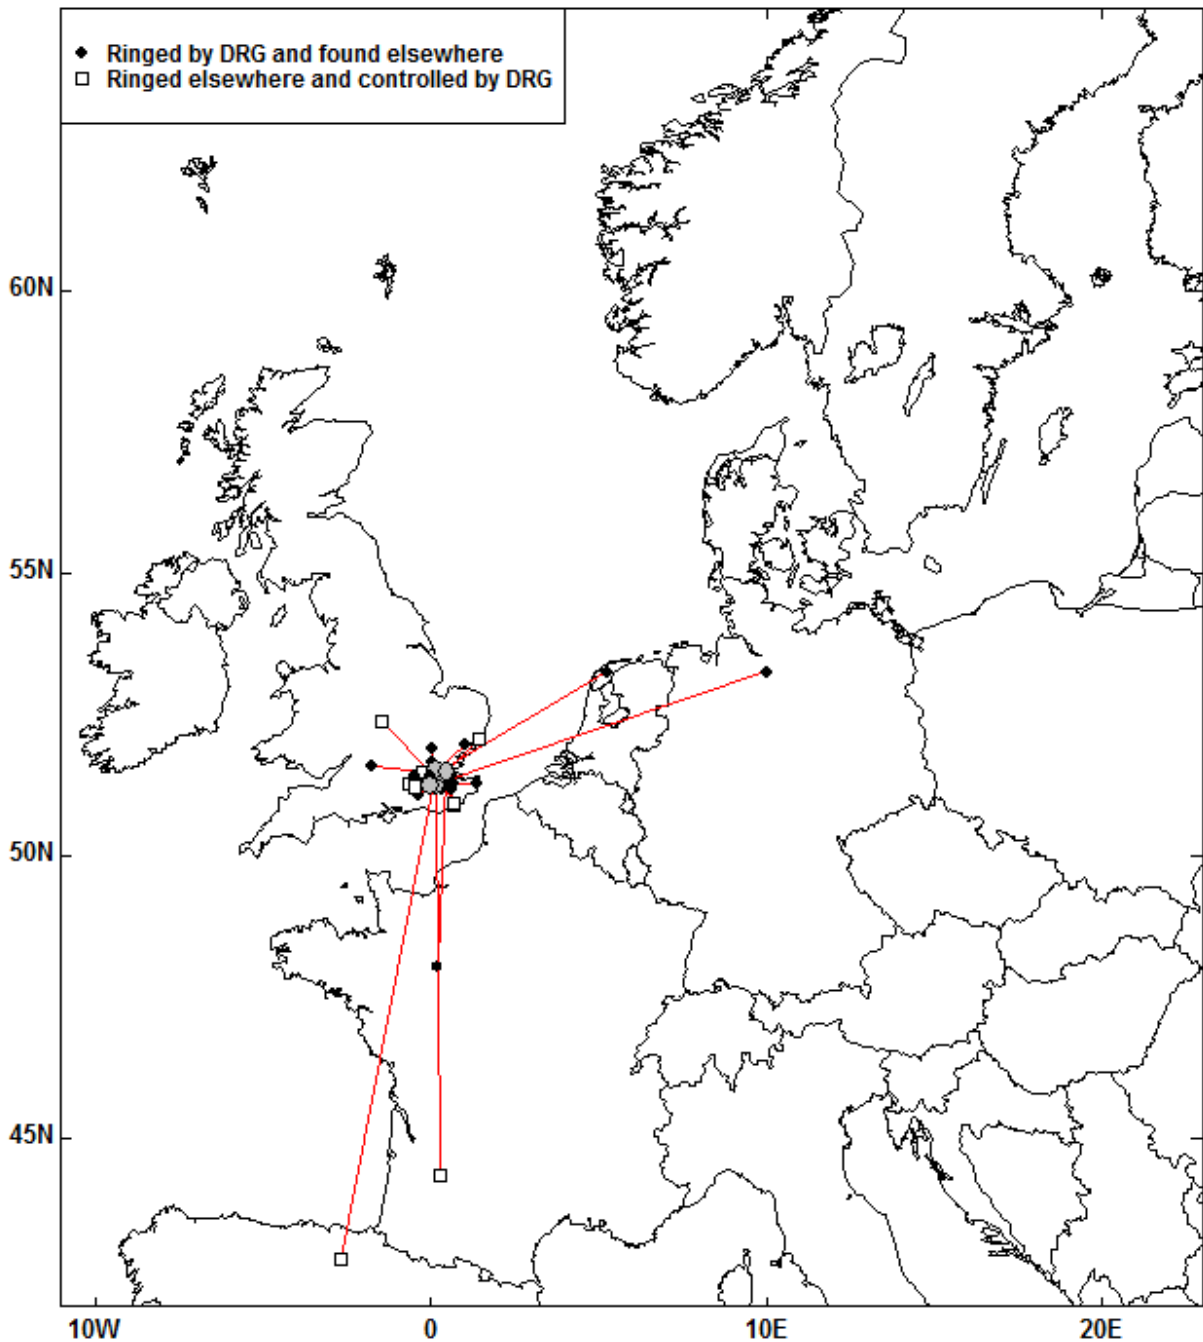 Ringed by DRG and found elsewhere
Ringed elsewhere and controlled by DRG
60N
55N
50N
45N
10W 0 10E 20E